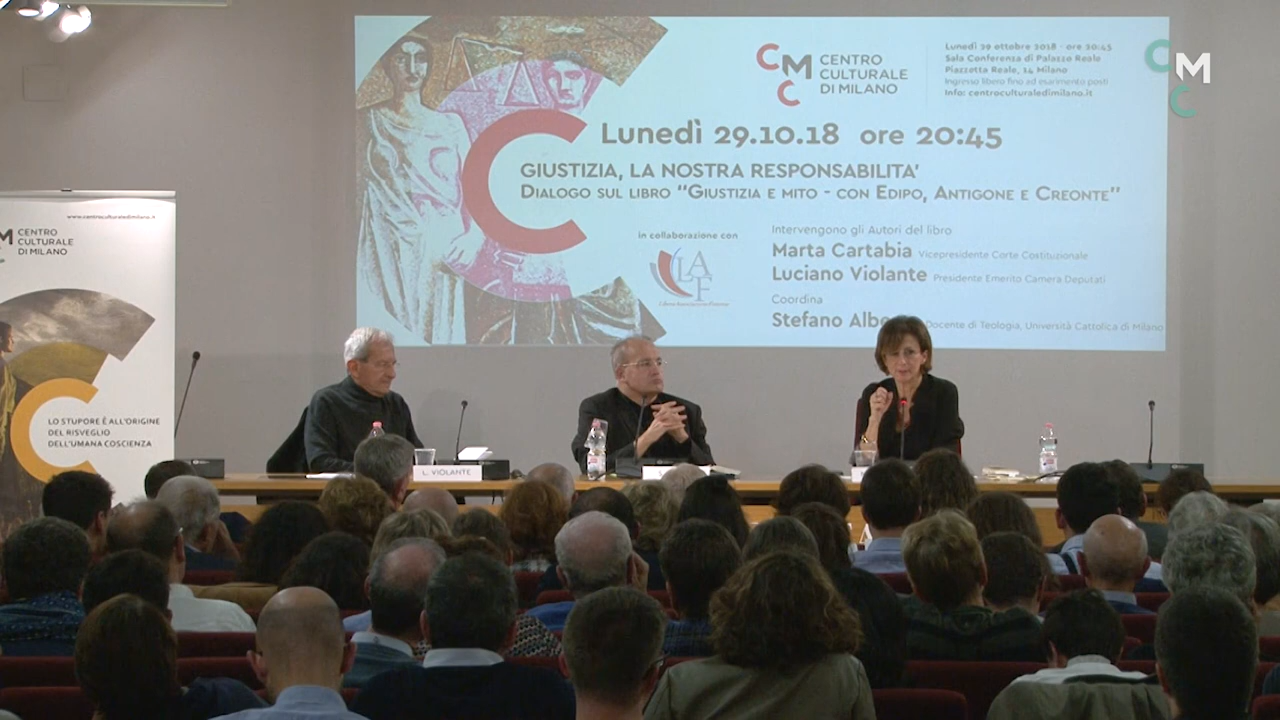 CMC
CENTRO
CULTURALE
DI MILANO
Lunedì 29 ottobre 2018 - ore 20:45
Sala Conferenza di Palazzo Reale
Piazzetta Reale, 14 Milano
Ingresso libero fino ad esaurimento posti
Info: centroculturaledimilano.it
CMC
Lunedì 29.10.18 ore 20:45
GIUSTIZIA, LA NOSTRA RESPONSABILITA'
DIALOGO SUL LIBRO "GIUSTIZIA E MITO - CON EDIPO, ANTIGONE E CREONTE"
in collaborazione con
LAF
Intervengono gli Autori del libro
Marta Cartabia Vicepresidente Corte Costituzionale
Luciano Violante Presidente Emerito Camera Deputati
Coordina
Stefano Albe Docente di Teologia, Università Cattolica di Milano
www.centroculturaledimilano.it
M
CENTRO
CULTURALE
DI MILANO
LO STUPORE È ALL'ORIGINE
DEL RISVEGLIO
DELL'UMANA COSCIENZA
L. VIOLANTE